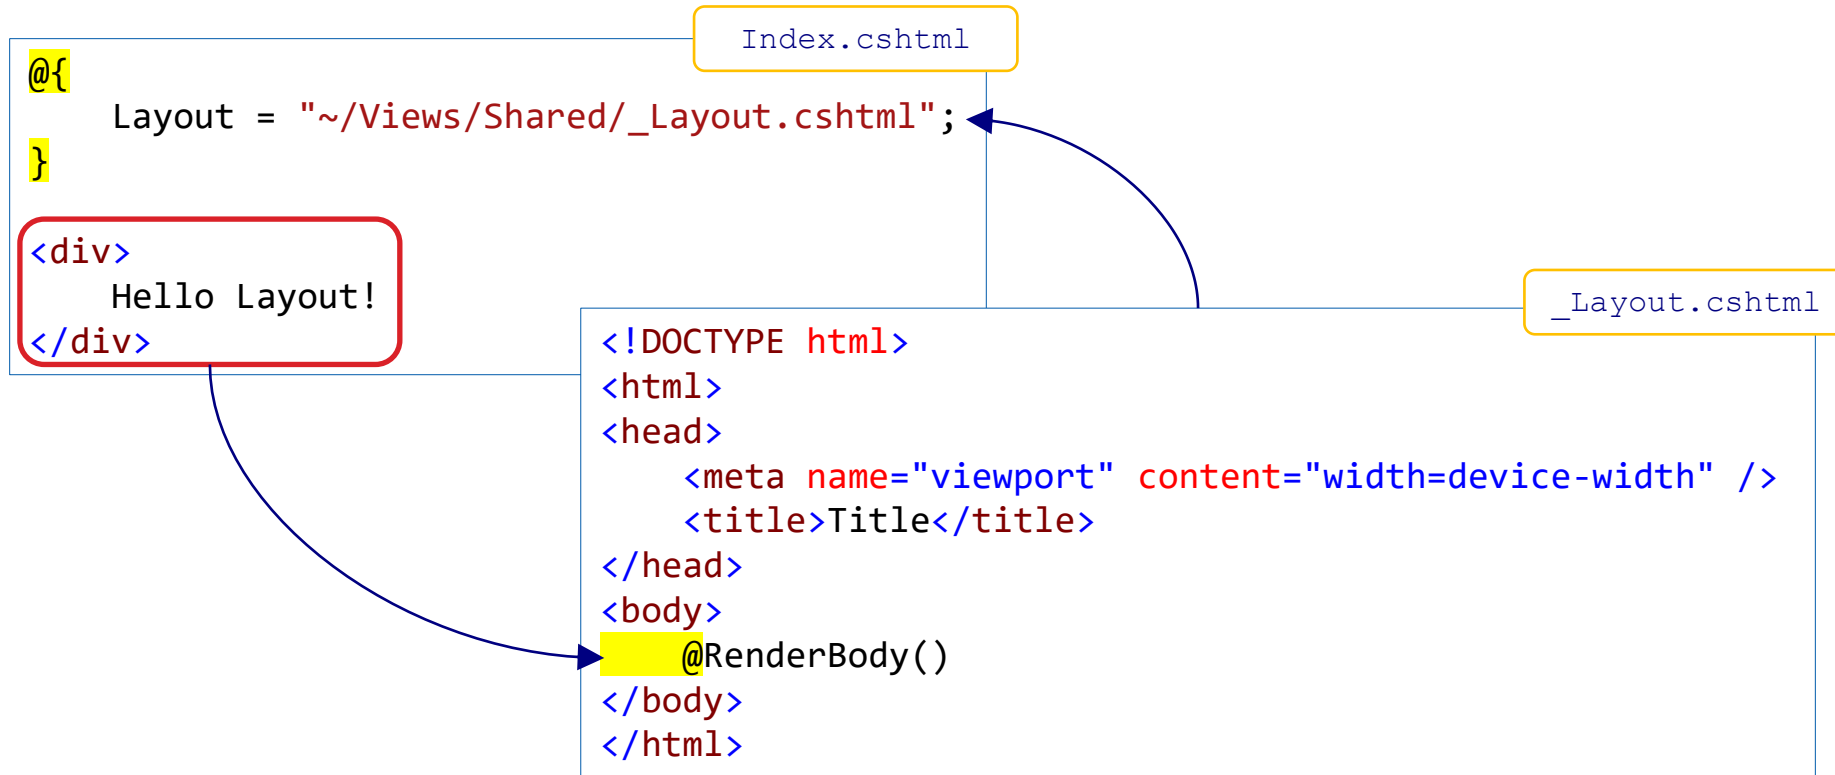 Index.cshtml
@{
    Layout = "~/Views/Shared/_Layout.cshtml";
}
<div>
    Hello Layout!
</div>
_Layout.cshtml
<!DOCTYPE html>
<html>
<head>
    <meta name="viewport" content="width=device-width" />
    <title>Title</title>
</head>
<body>
    @RenderBody()
</body>
</html>